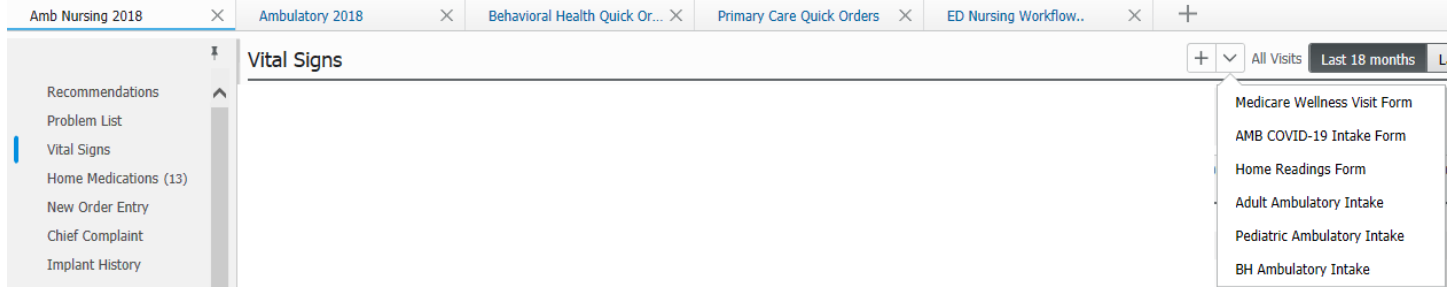 Amb Nursing 2018 Ambulatory 2018 Behavioral Health Quick Or... Primary Care Quick Orders ED Nursing Workflow..
Vital Signs
All Visits Last 18 months
Recommendations
Problem List
Vital Signs
Home Medications (13)
New Order Entry
Chief Complaint
Implant History
Medicare Wellness Visit Form
AMB COVID-19 Intake Form
Home Readings Form
Adult Ambulatory Intake
Pediatric Ambulatory Intake
BH Ambulatory Intake